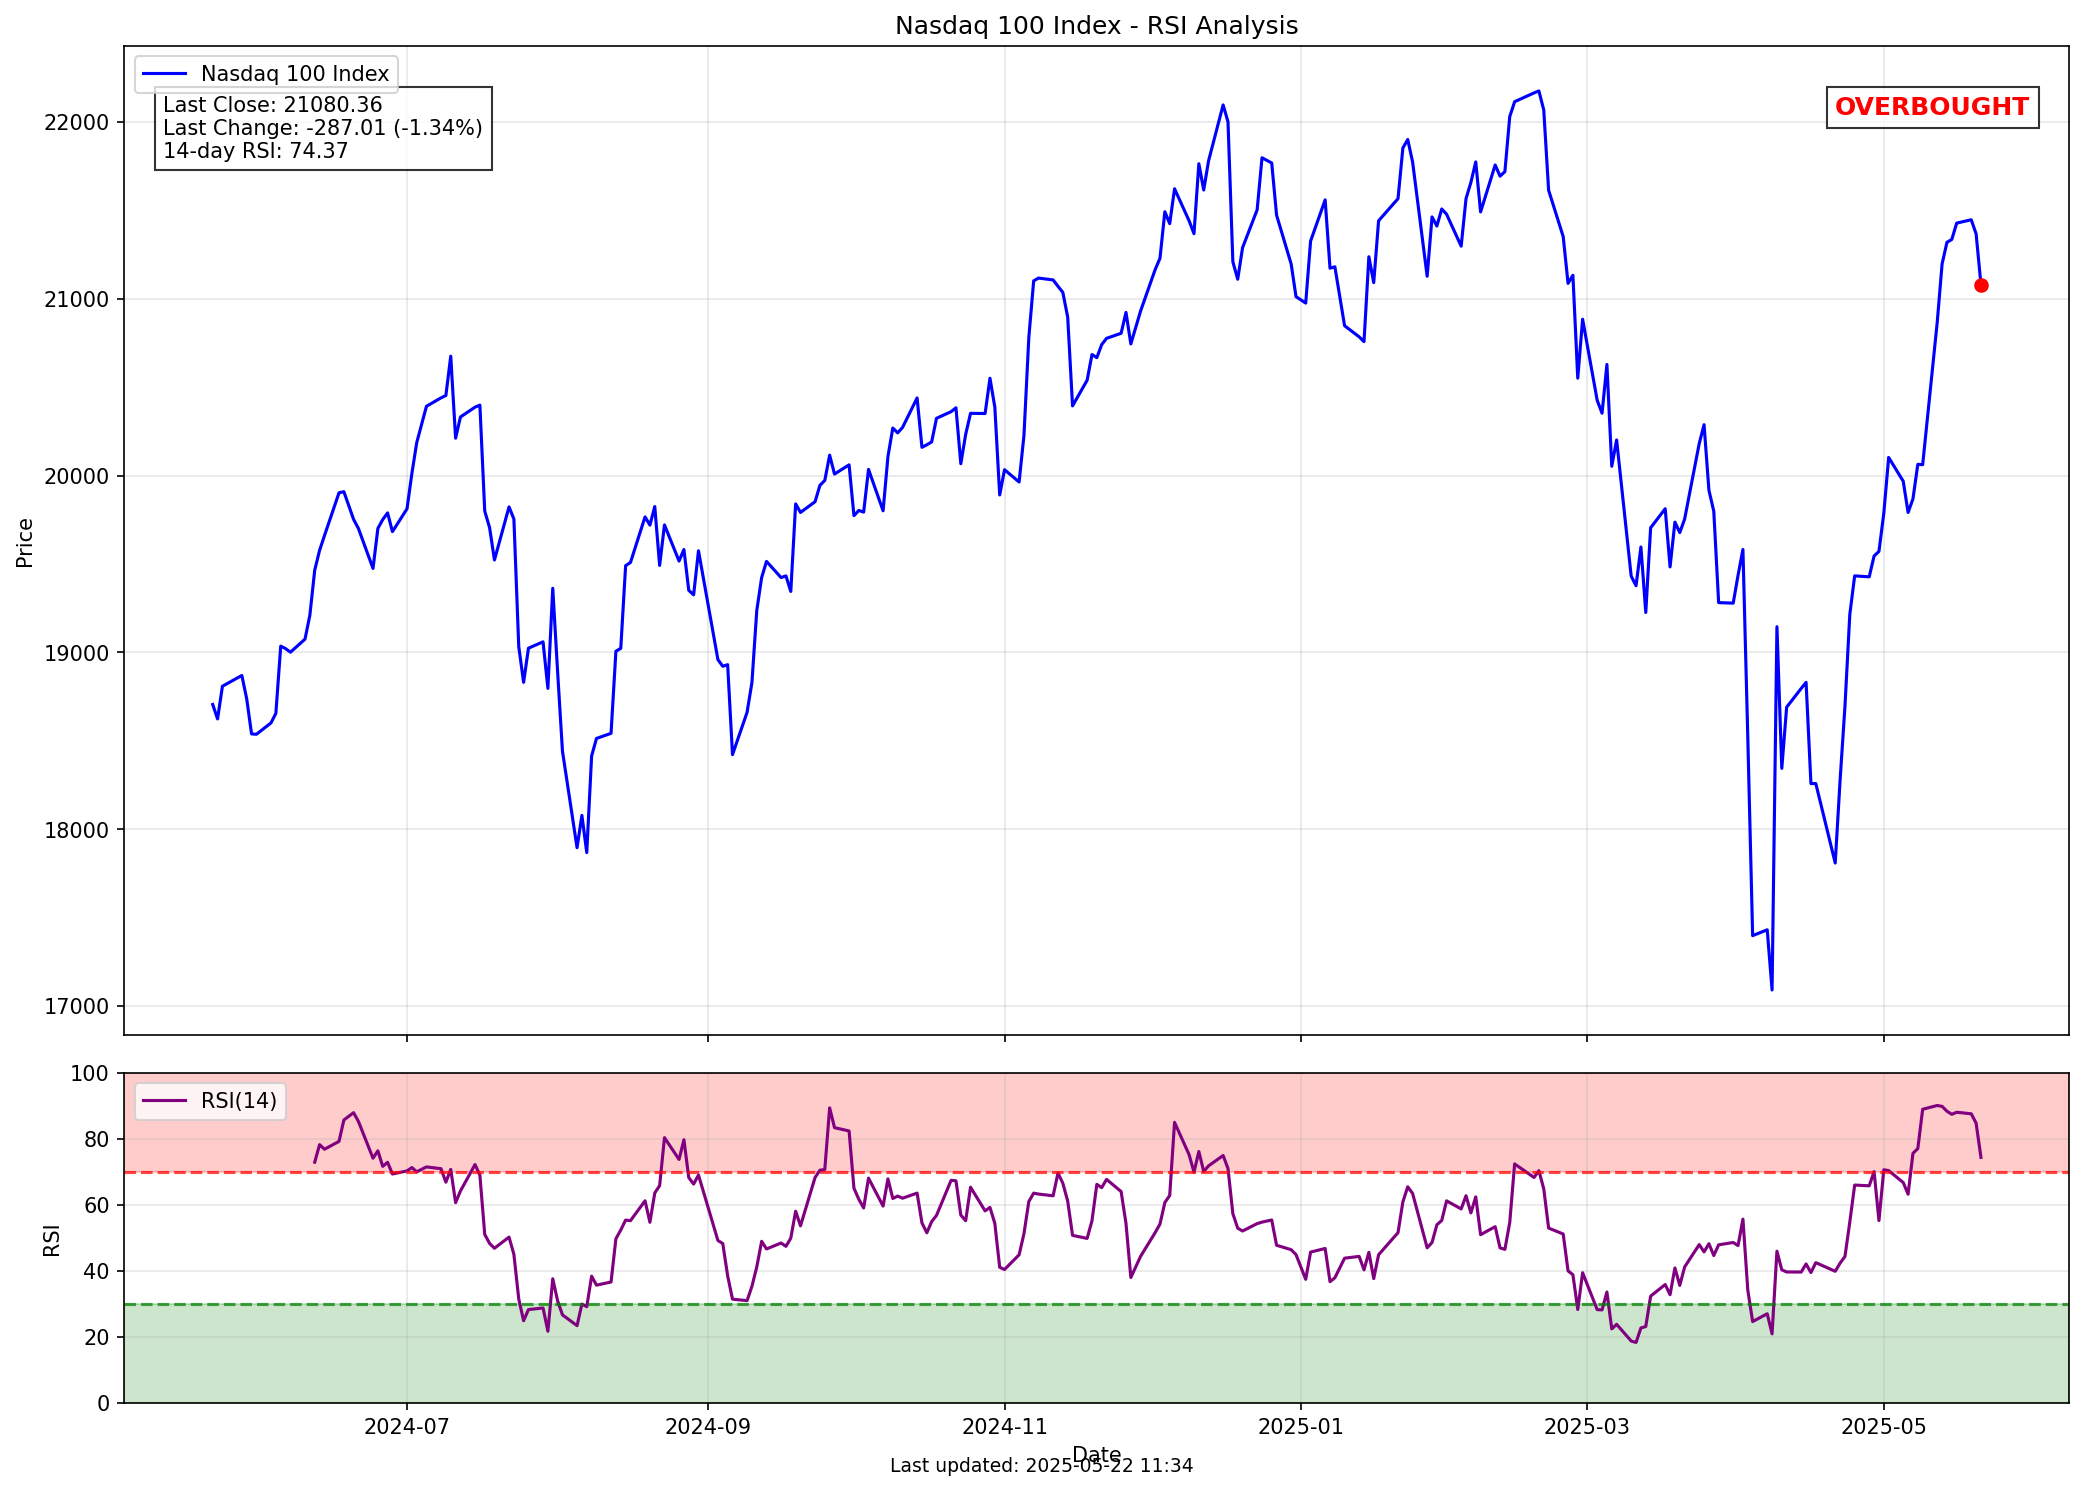 Nasdaq 100 Index - RSI Analysis
Nasdaq 100 Index
Last Close: 21080.36
Last Change: -287.01 (-1.34%)
14-day RSI: 74.37
OVERBOUGHT
Price
22000
21000
20000
19000
18000
17000
RSI(14)
RSI
100
80
60
40
20
0
2024-07
2024-09
2024-11
2025-01
2025-03
2025-05
Date
Last updated: 2025-05-22 11:34